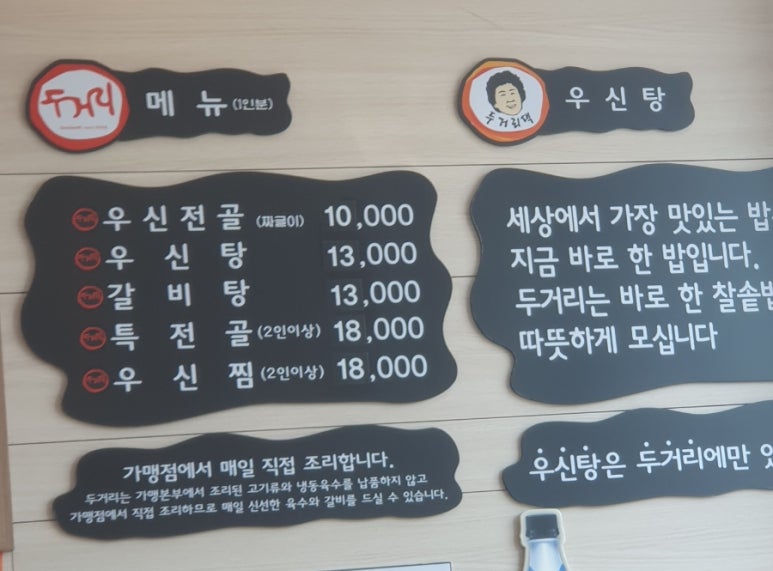 두거리
메 뉴 (1인분)
우 신 전 골 (짜글이) 10,000
우 신 탕 13,000
갈 비 탕 13,000
특 전 골 (2인이상) 18,000
우 신 찜 (2인이상) 18,000
가맹점에서 매일 직접 조리합니다.
두거리는 가맹본부에서 조리된 고기류와 냉동육수를 납품하지 않고
가맹점에서 직접 조리하므로 매일 신선한 육수와 갈비를 드실 수 있습니다.
두거리떽
우 신 탕
세상에서 가장 맛있는 밥
지금 바로 한 밥입니다.
두거리는 바로 한 찰솥밥
따뜻하게 모십니다
우신탕은 두거리에만